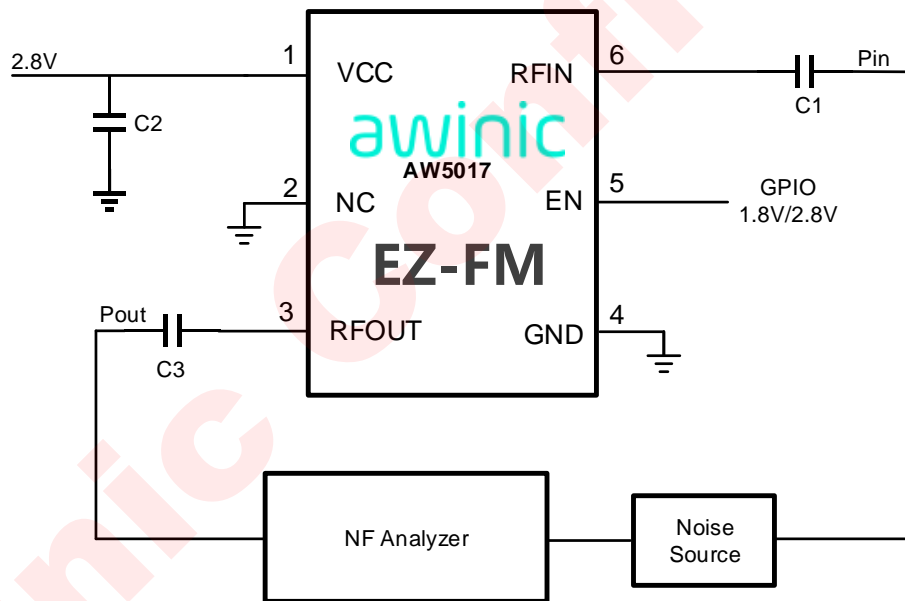 2.8V
1
VCC
C2
2
NC
Pout
3
RFOUT
C3
awinic
AW5017
EZ-FM
6
RFIN
Pin
C1
5
EN
GPIO
1.8V/2.8V
4
GND
NF Analyzer
Noise
Source